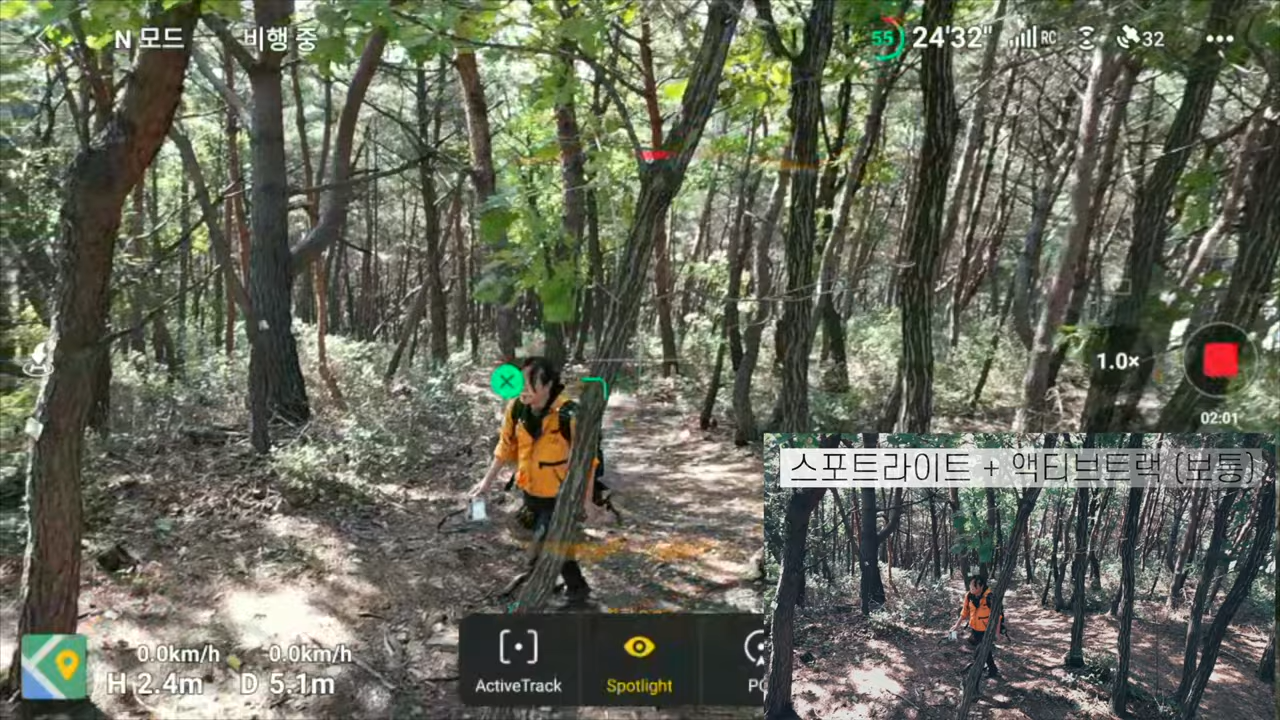 N 모드
비행 중
55
24'32"
RC
32
1.0×
02:01
스포트라이트 + 액티브트랙 (보통)
0.0km/h
0.0km/h
H 2.4m
D 5.1m
ActiveTrack
Spotlight